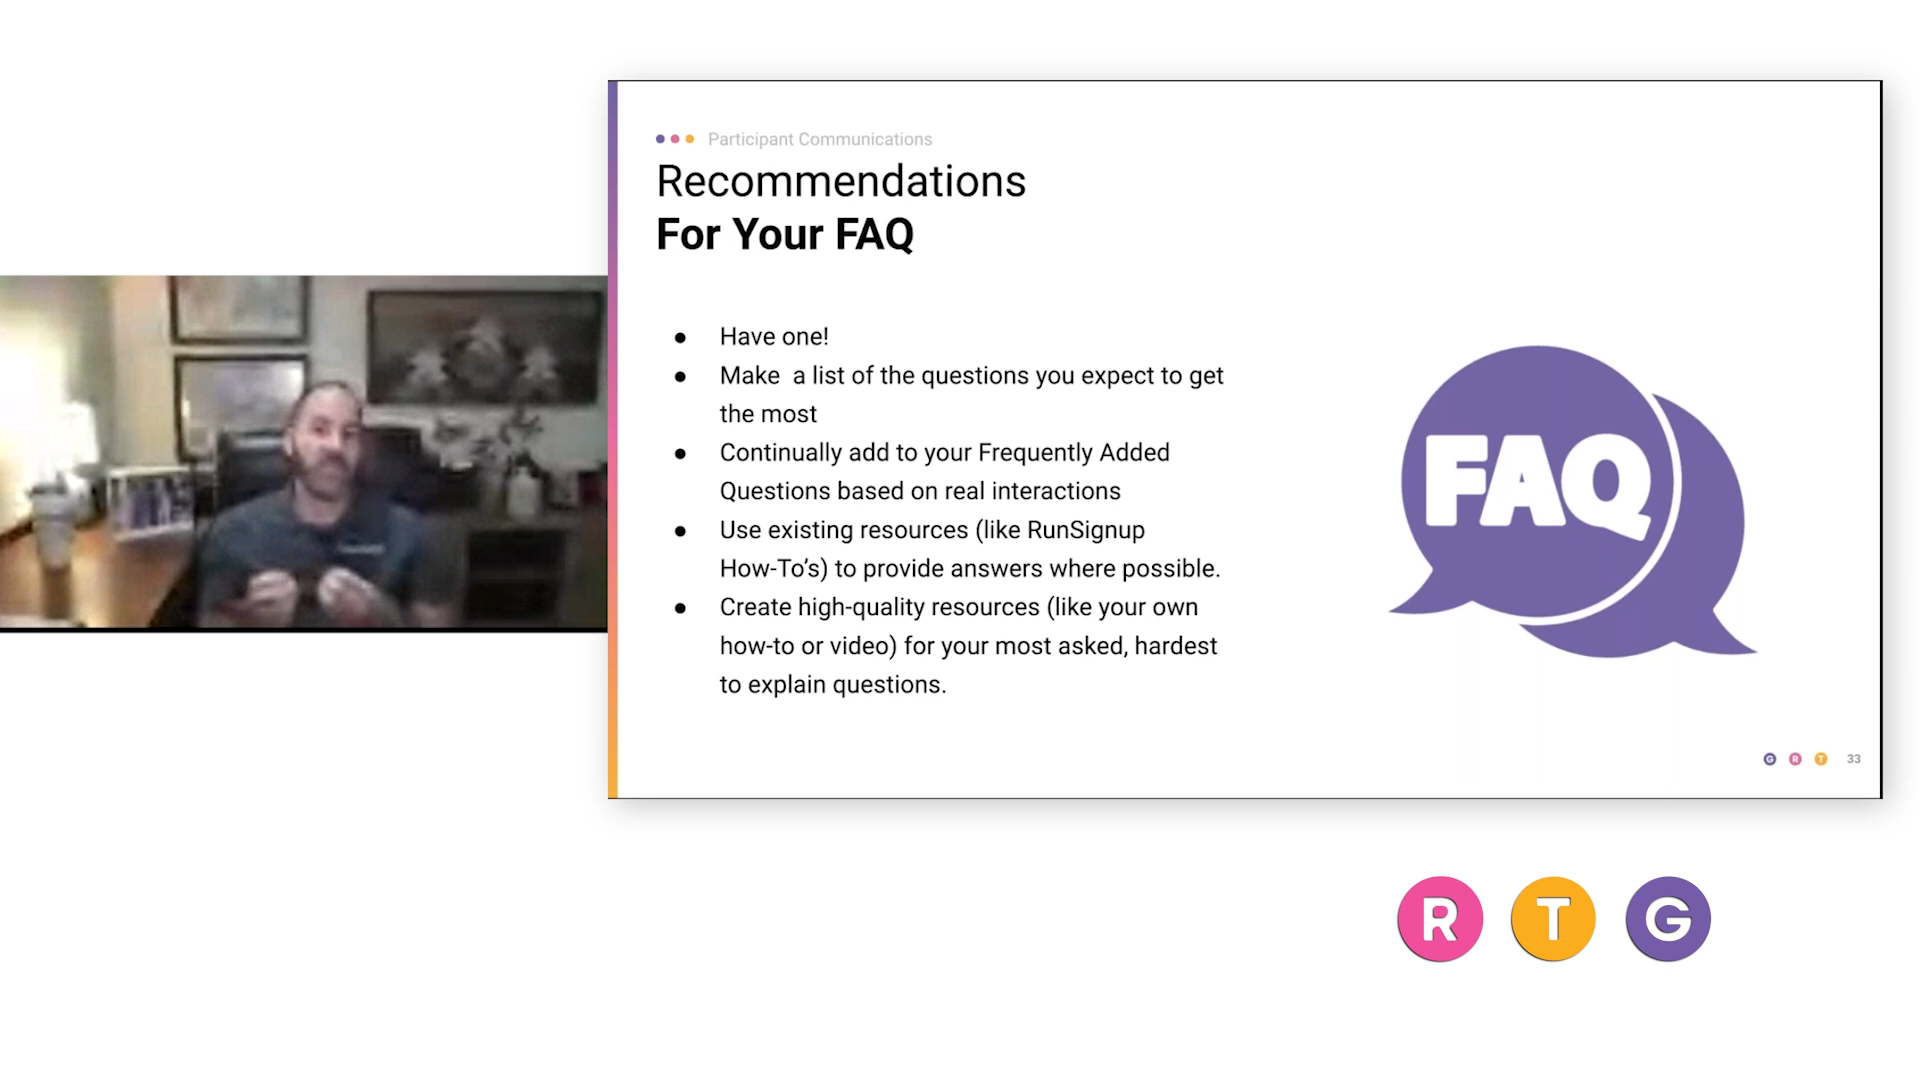 Participant Communications
Recommendations
For Your FAQ
● Have one!
● Make  a list of the questions you expect to get
the most
● Continually add to your Frequently Added
Questions based on real interactions
● Use existing resources (like RunSignup
How-To’s) to provide answers where possible.
● Create high-quality resources (like your own
how-to or video) for your most asked, hardest
to explain questions.
FAQ
G R T 33
R T G